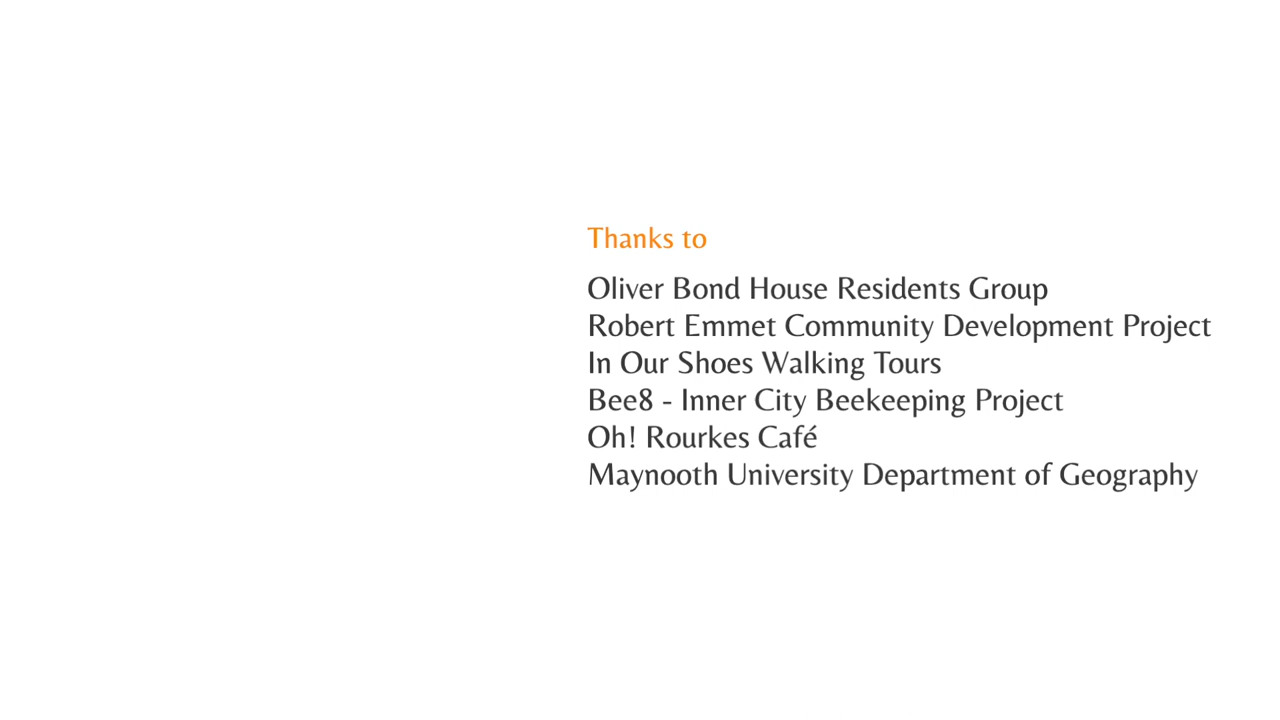 Thanks to
Oliver Bond House Residents Group
Robert Emmet Community Development Project
In Our Shoes Walking Tours
Bee8 - Inner City Beekeeping Project
Oh! Rourkes Café
Maynooth University Department of Geography